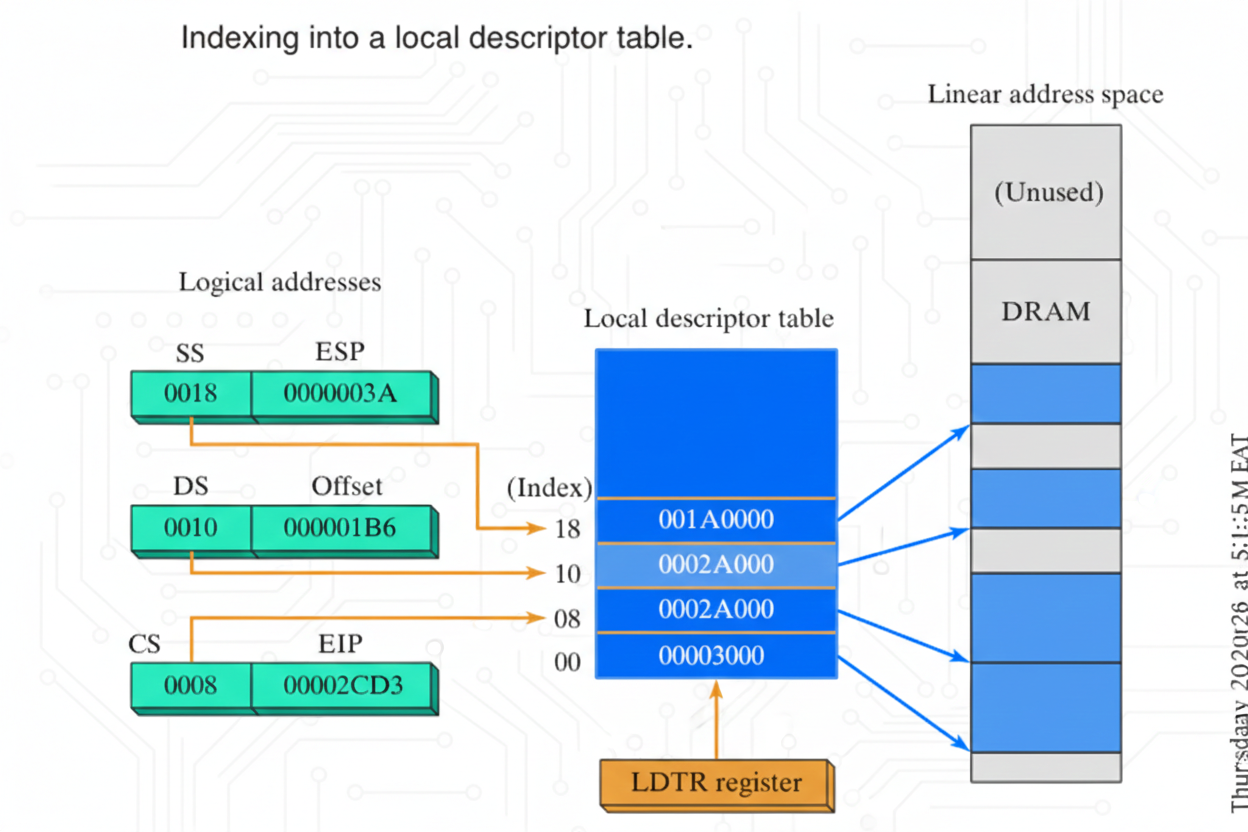 Indexing into a local descriptor table.
Linear address space
(Unused)
DRAM
Logical addresses
Local descriptor table
SS ESP
0018 0000003A
DS Offset
0010 000001B6
CS EIP
0008 00002CD3
(Index)
18 001A0000
10 0002A000
08 0002A000
00 00003000
LDTR register
at
EAT